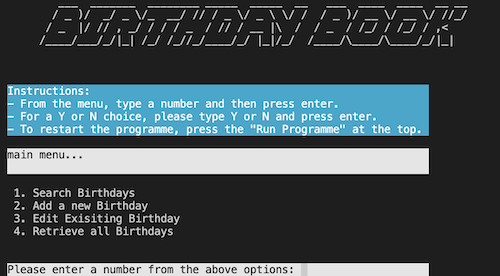 BIRTHDAY BOOK
Instructions:
- From the menu, type a number and then press enter.
- For a Y or N choice, please type Y or N and press enter.
- To restart the programme, press the "Run Programme" at the top.
main menu...
1. Search Birthdays
2. Add a new Birthday
3. Edit Exisiting Birthday
4. Retrieve all Birthdays
Please enter a number from the above options: